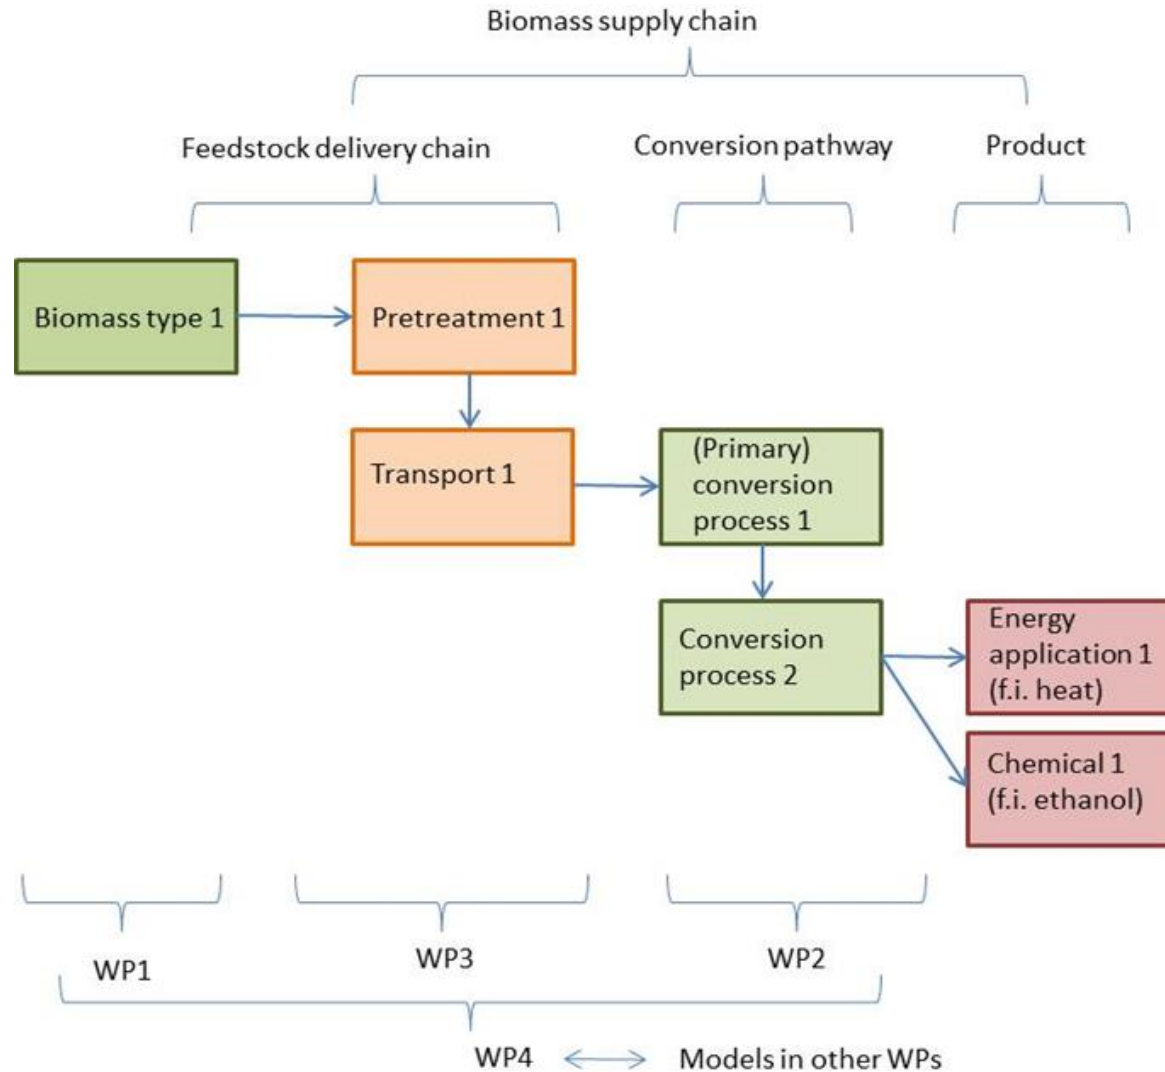 Biomass supply chain
Feedstock delivery chain
Conversion pathway
Product
Biomass type 1
Pretreatment 1
Transport 1
(Primary)
conversion
process 1
Conversion
process 2
Energy
application 1
(f.i. heat)
Chemical 1
(f.i. ethanol)
WP1
WP3
WP2
WP4
Models in other WPs